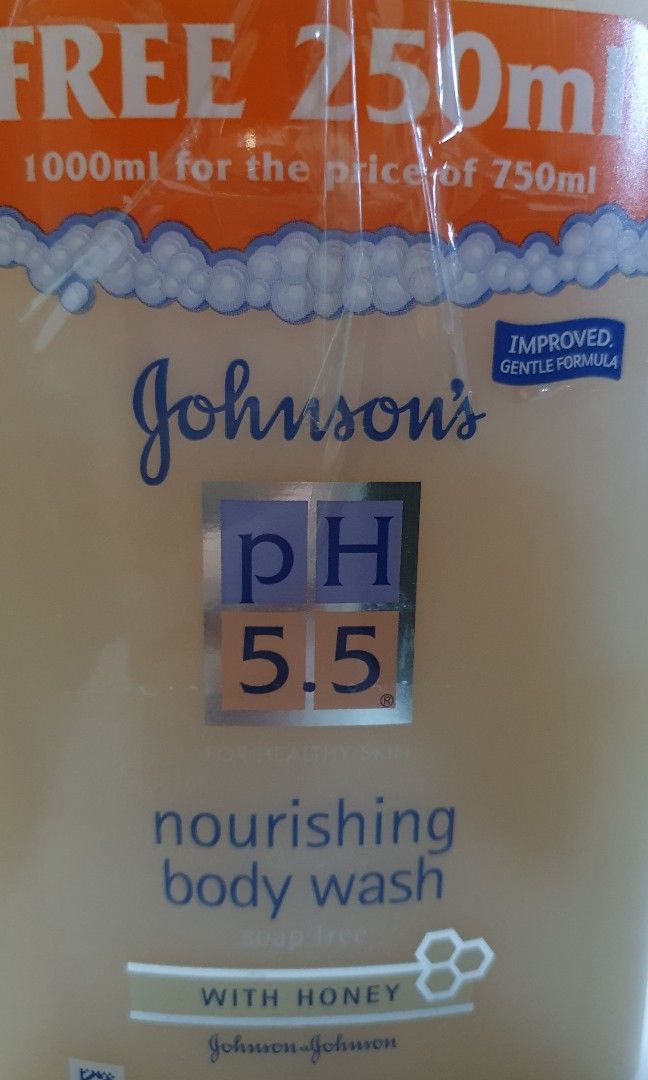 FREE 250ml
1000ml for the price of 750ml
IMPROVED.
GENTLE FORMULA
Johnson's
pH
5.5
®
FOR HEALTHY SKIN
nourishing
body wash
soap free
WITH HONEY
Johnson & Johnson